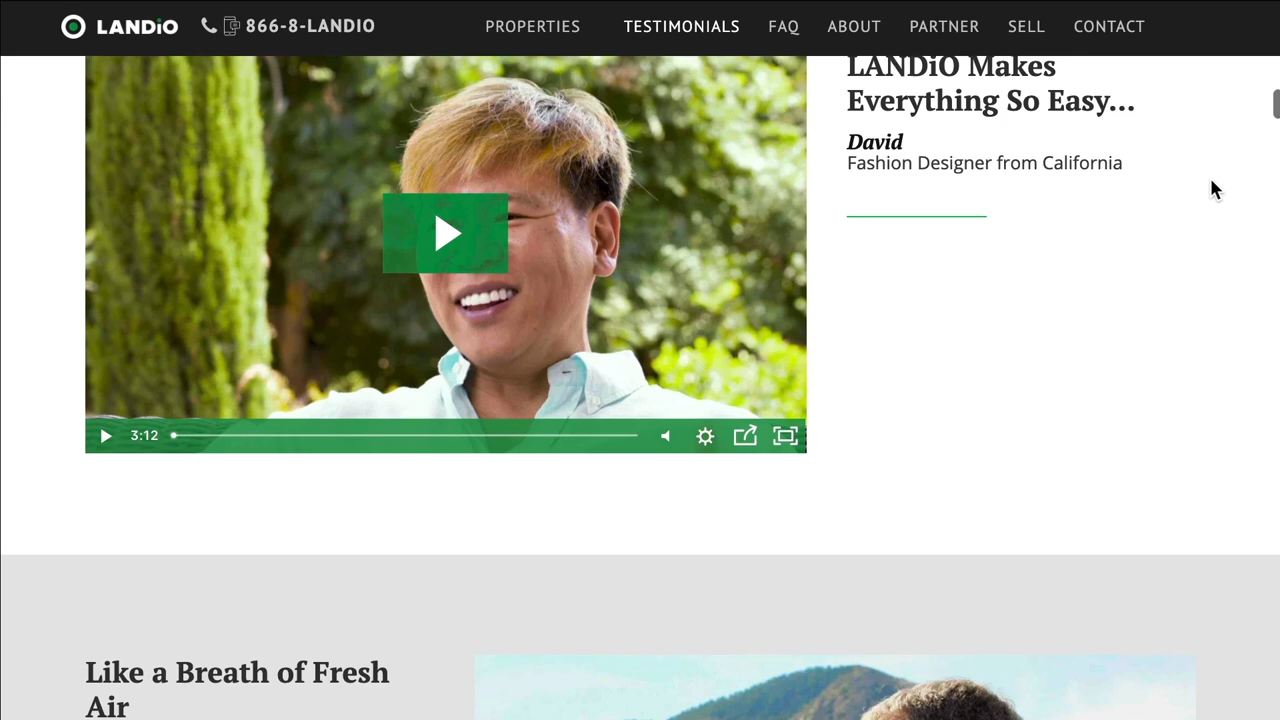 LANDiO 866-8-LANDIO PROPERTIES TESTIMONIALS FAQ ABOUT PARTNER SELL CONTACT
LANDiO Makes
Everything So Easy...
David
Fashion Designer from California
3:12
Like a Breath of Fresh
Air